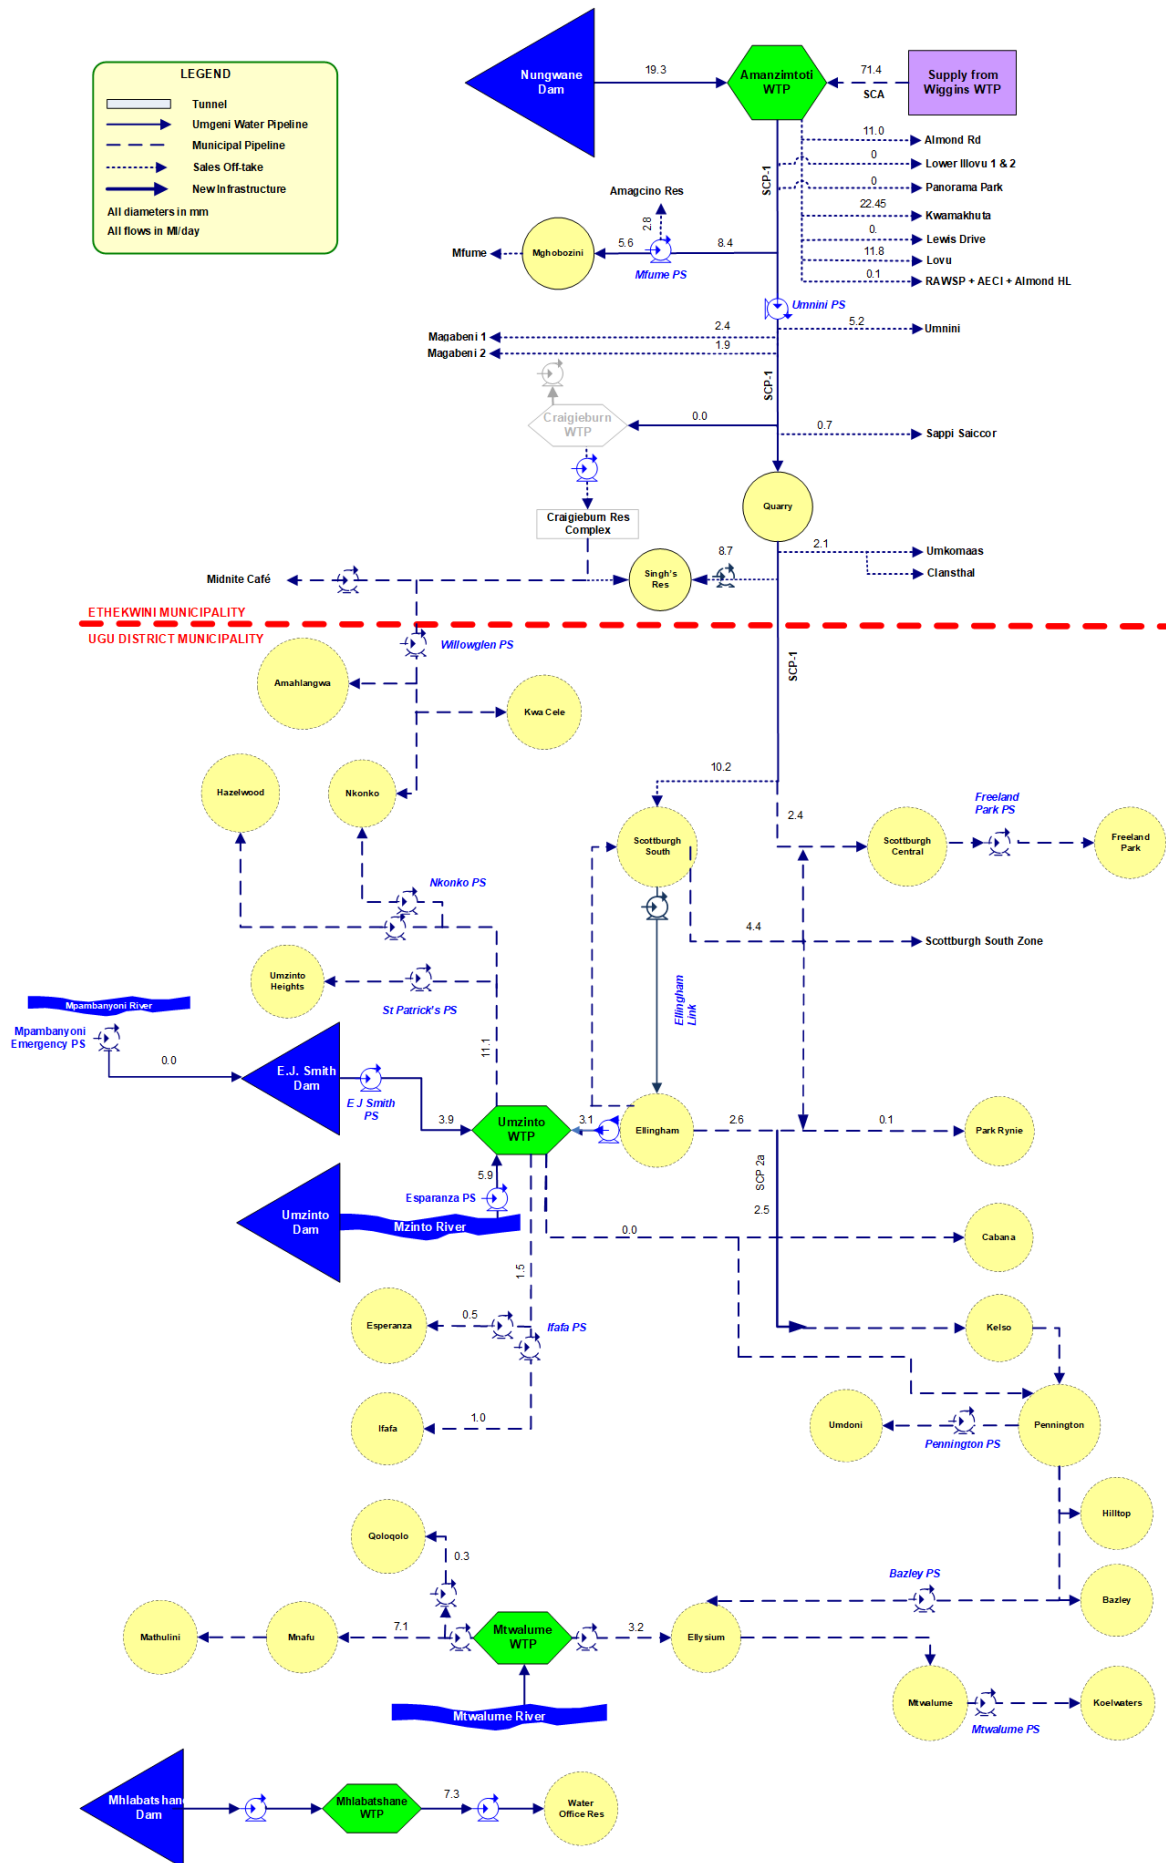 LEGEND
Tunnel
Umgeni Water Pipeline
Municipal Pipeline
Sales Off-take
New Infrastructure
All diameters in mm
All flows in Ml/day
Nungwane
Dam
19.3
Amanzimtoti
WTP
71.4
SCA
Supply from
Wiggins WTP
11.0
Almond Rd
0
Lower Illovu 1 & 2
SCP-1
0
Panorama Park
Amagcino Res
22.45
Kwamakhuta
2.8
0.
Lewis Drive
Mfume
Mghobozini
5.6
8.4
11.8
Lovu
Mfume PS
0.1
RAWSP + AECI + Almond HL
Umnini PS
2.4
5.2
Umnini
Magabeni 1
1.9
Magabeni 2
SCP-1
Craigieburn
WTP
0.0
0.7
Sappi Saiccor
Quarry
Craigieburn Res
Complex
8.7
2.1
Umkomaas
Clansthal
Midnite Café
Singh's
Res
ETHEKWINI MUNICIPALITY
UGU DISTRICT MUNICIPALITY
Willowglen PS
SCP-1
Amahlangwa
Kwa Cele
10.2
Hazelwood
Nkonko
2.4
Freeland
Park PS
Scottburgh
South
Scottburgh
Central
Freeland
Park
Nkonko PS
4.4
Scottburgh South Zone
Umzinto
Heights
St Patrick's PS
Ellingham
Link
Mpambanyoni River
Mpambanyoni
Emergency PS
0.0
11.1
E.J. Smith
Dam
E J Smith
PS
3.9
Umzinto
WTP
3.1
Ellingham
2.6
0.1
Park Rynie
5.9
SCP 2a
Esperanza PS
2.5
Umzinto
Dam
Mzinto River
0.0
Cabana
1.5
Esperanza
0.5
Ifafa PS
Kelso
Ifafa
1.0
Umdoni
Pennington
Pennington PS
Hilltop
Qoloqolo
0.3
Bazley PS
Bazley
Mathulini
Mnafu
7.1
Mtwalume
WTP
3.2
Ellysium
Mtwalume River
Mtwalume
Mtwalume PS
Koelwaters
Mhlabatshane
Dam
Mhlabatshane
WTP
7.3
Water
Office Res